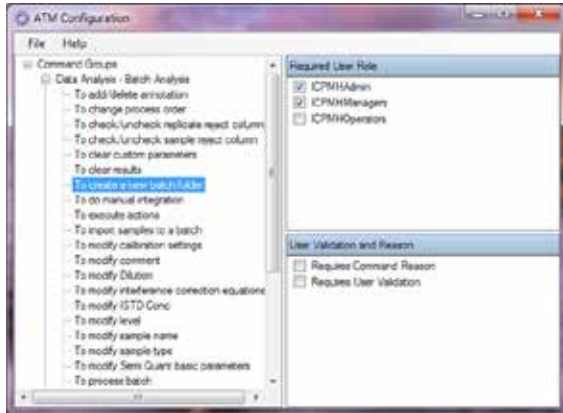 ATM Configuration
File Help
Command Groups
Data Analysis - Batch Analysis
To add/delete annotation
To change process order
To check/uncheck replicate reject column
To check/uncheck sample reject column
To clear custom parameters
To clear results
To create a new batch folder
To do manual integration
To execute actions
To import samples to a batch
To modify calibration settings
To modify comment
To modify Dilution
To modify interference correction equations
To modify ISTD Conc
To modify level
To modify sample name
To modify sample type
To modify Semi Quant basic parameters
To process batch
Required User Role
ICPMHAdmin
ICPMHManagers
ICPMHOperators
User Validation and Reason
Requires Command Reason
Requires User Validation